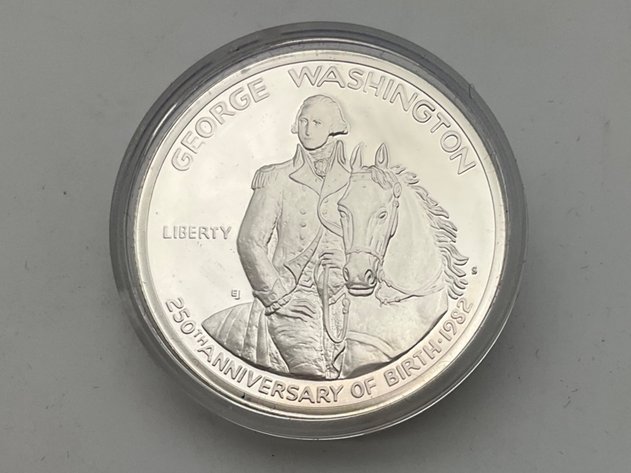 GEORGE WASHINGTON
LIBERTY
EJ
S
250TH ANNIVERSARY OF BIRTH · 1982